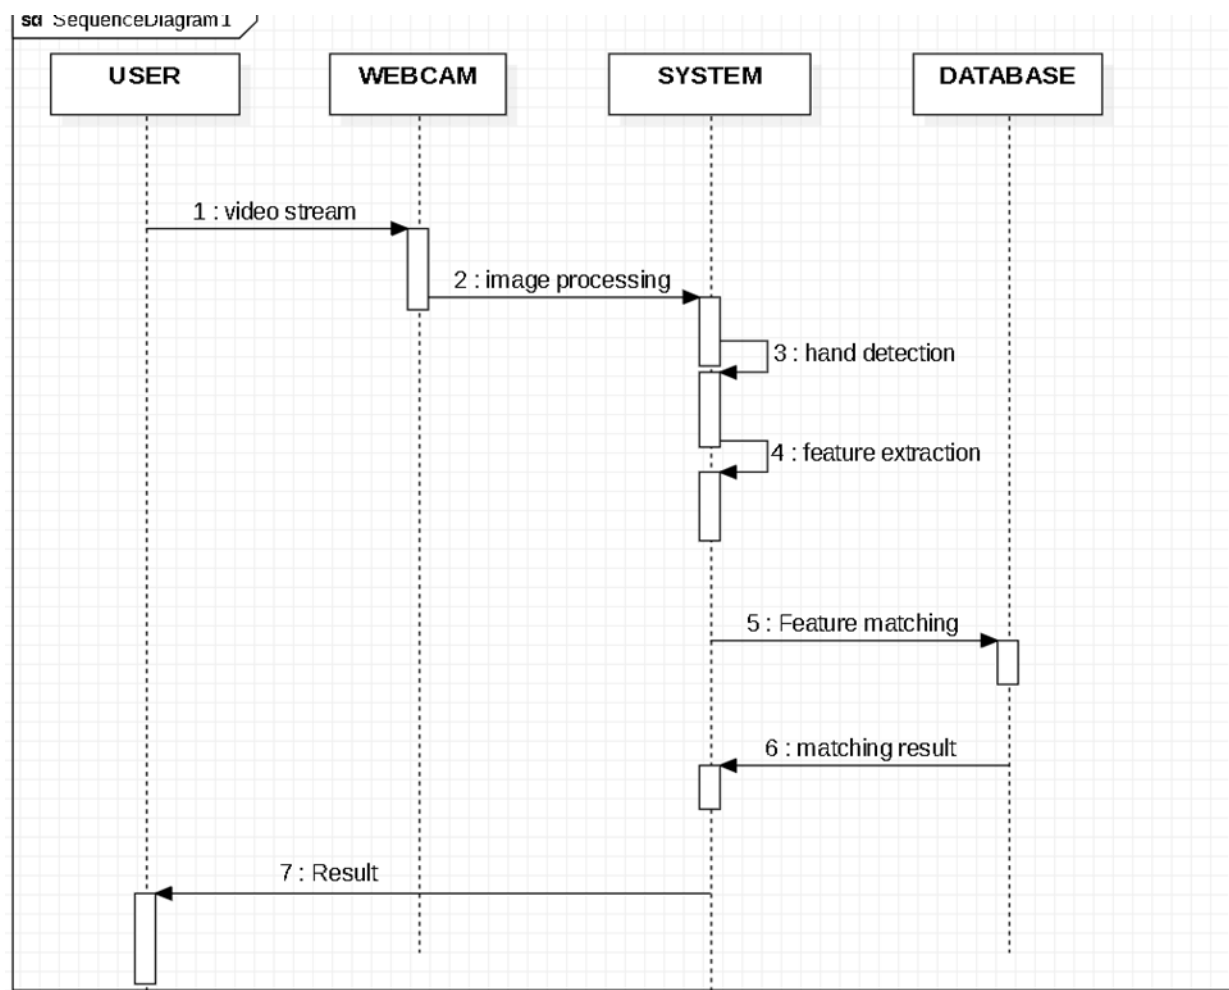 sd SequenceDiagram1
USER
WEBCAM
SYSTEM
DATABASE
1 : video stream
2 : image processing
3 : hand detection
4 : feature extraction
5 : Feature matching
6 : matching result
7 : Result